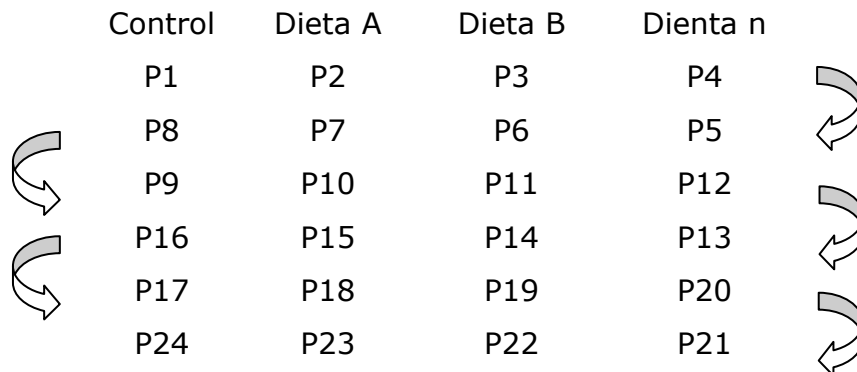 Control Dieta A Dieta B Dienta n
P1 P2 P3 P4
P8 P7 P6 P5
P9 P10 P11 P12
P16 P15 P14 P13
P17 P18 P19 P20
P24 P23 P22 P21